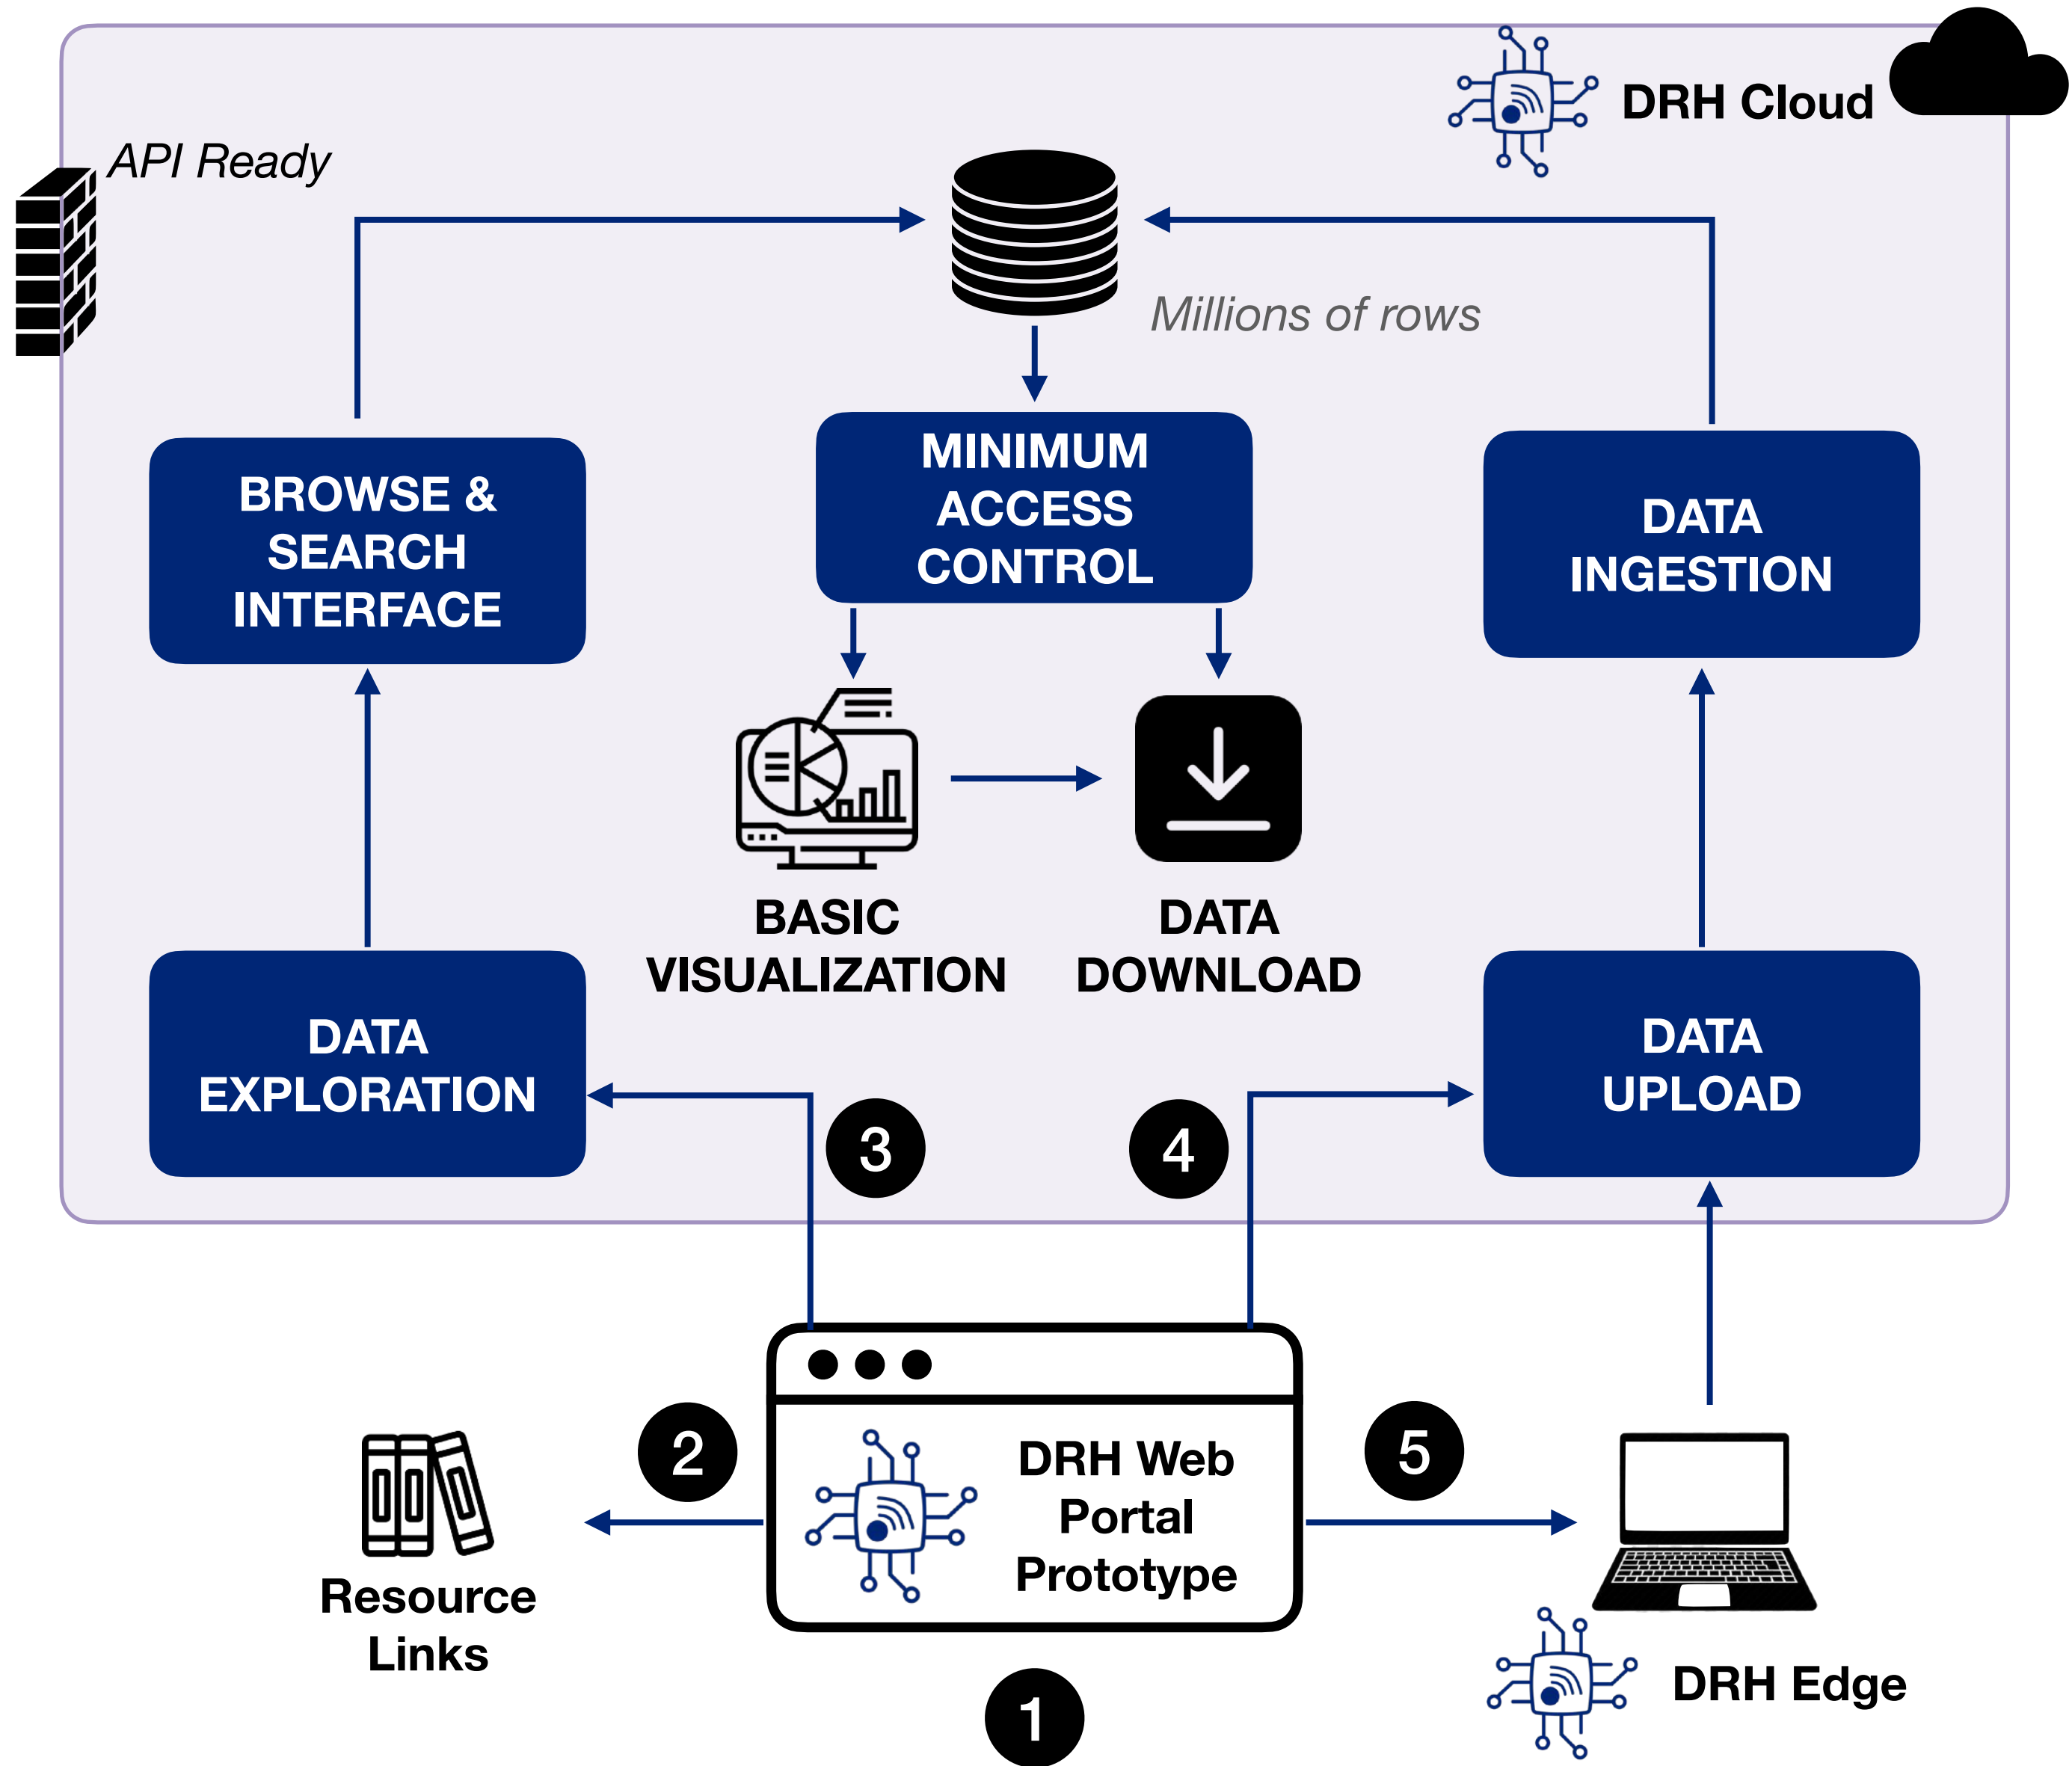 DRH Cloud
API Ready
Millions of rows
BROWSE &
SEARCH
INTERFACE
MINIMUM
ACCESS
CONTROL
DATA
INGESTION
BASIC
VISUALIZATION
DATA
DOWNLOAD
DATA
EXPLORATION
DATA
UPLOAD
3
4
2
5
DRH Web
Portal
Prototype
Resource
Links
DRH Edge
1